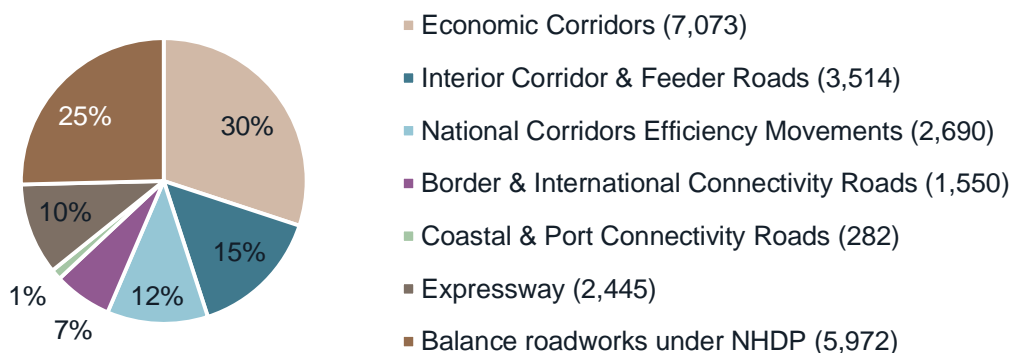 Economic Corridors (7,073)
Interior Corridor & Feeder Roads (3,514)
National Corridors Efficiency Movements (2,690)
Border & International Connectivity Roads (1,550)
Coastal & Port Connectivity Roads (282)
Expressway (2,445)
Balance roadworks under NHDP (5,972)
30%
15%
12%
7%
1%
10%
25%